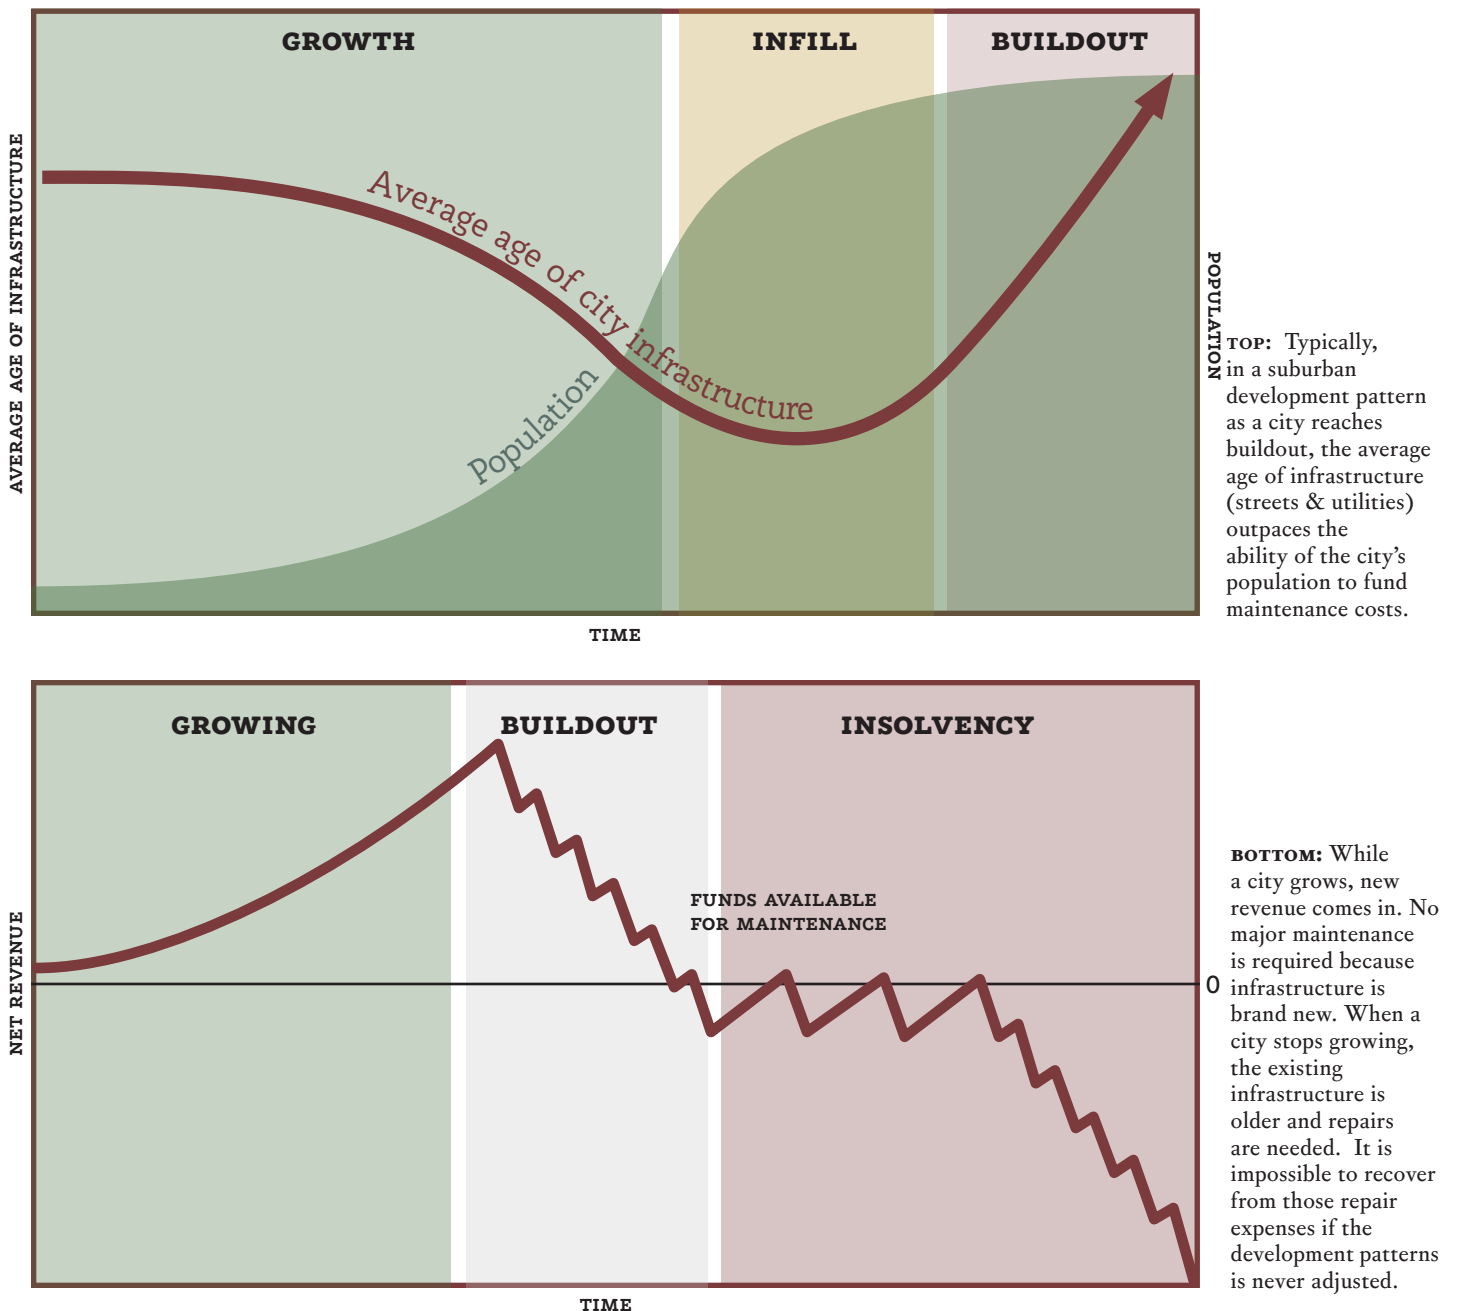 GROWTH
INFILL
BUILDOUT
AVERAGE AGE OF INFRASTRUCTURE
Average age of city infrastructure
Population
POPULATION
TIME
TOP: Typically,
in a suburban
development pattern
as a city reaches
buildout, the average
age of infrastructure
(streets & utilities)
outpaces the
ability of the city's
population to fund
maintenance costs.
GROWING
BUILDOUT
INSOLVENCY
NET REVENUE
FUNDS AVAILABLE
FOR MAINTENANCE
0
TIME
BOTTOM: While
a city grows, new
revenue comes in. No
major maintenance
is required because
infrastructure is
brand new. When a
city stops growing,
the existing
infrastructure is
older and repairs
are needed.  It is
impossible to recover
from those repair
expenses if the
development patterns
is never adjusted.